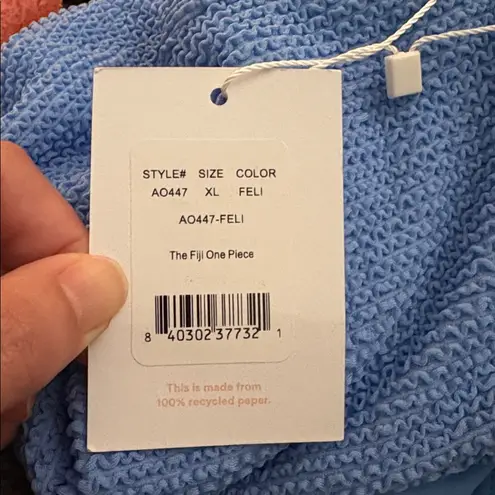 STYLE# SIZE COLOR
AO447 XL FELI
AO447-FELI
The Fiji One Piece
8 40302 37732 1
This is made from
100% recycled paper.